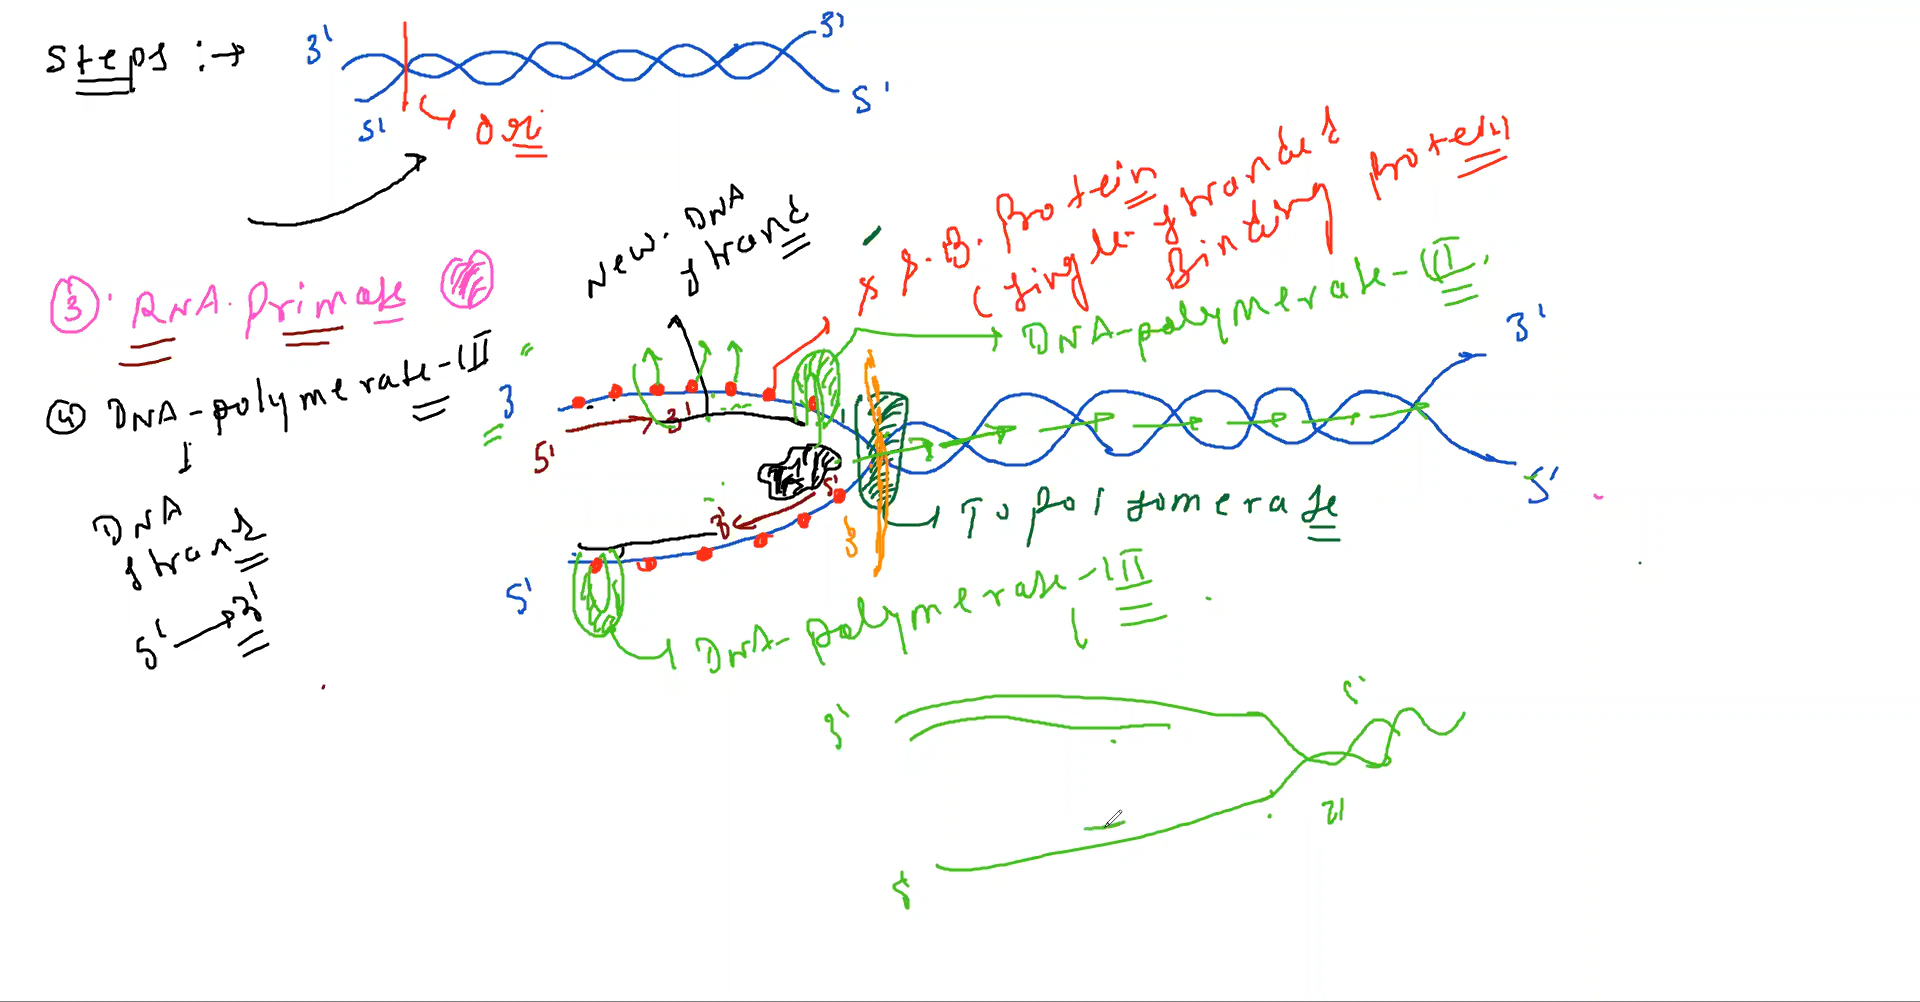 Steps :→
3'
3'
5'
5'
Ori
S.S.B. Protein
(Single-stranded
Binding Protein)
New. DNA
strand
③ RNA. Primase
DNA-polymerase-III.
④ DNA-polymerase-III
3'
3
5'
3'
5'
3'
5'
3
Topoisomerase
DNA
strand
5' → 3'
5'
DNA-polymerase-III
3'
5'
3'
5